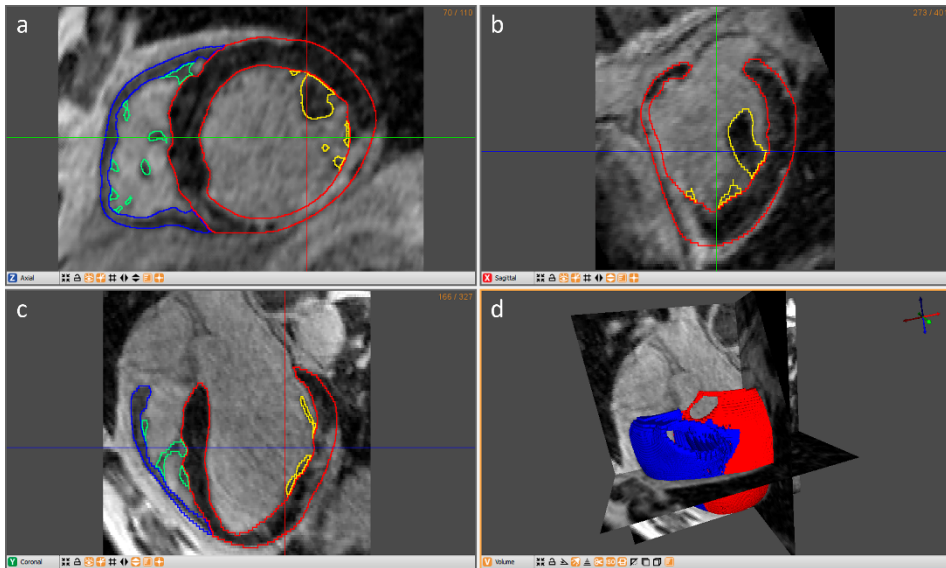 a
70 / 110
Z Axial
b
273 / 40
X Sagittal
c
166 / 327
Y Coronal
d
V Volume